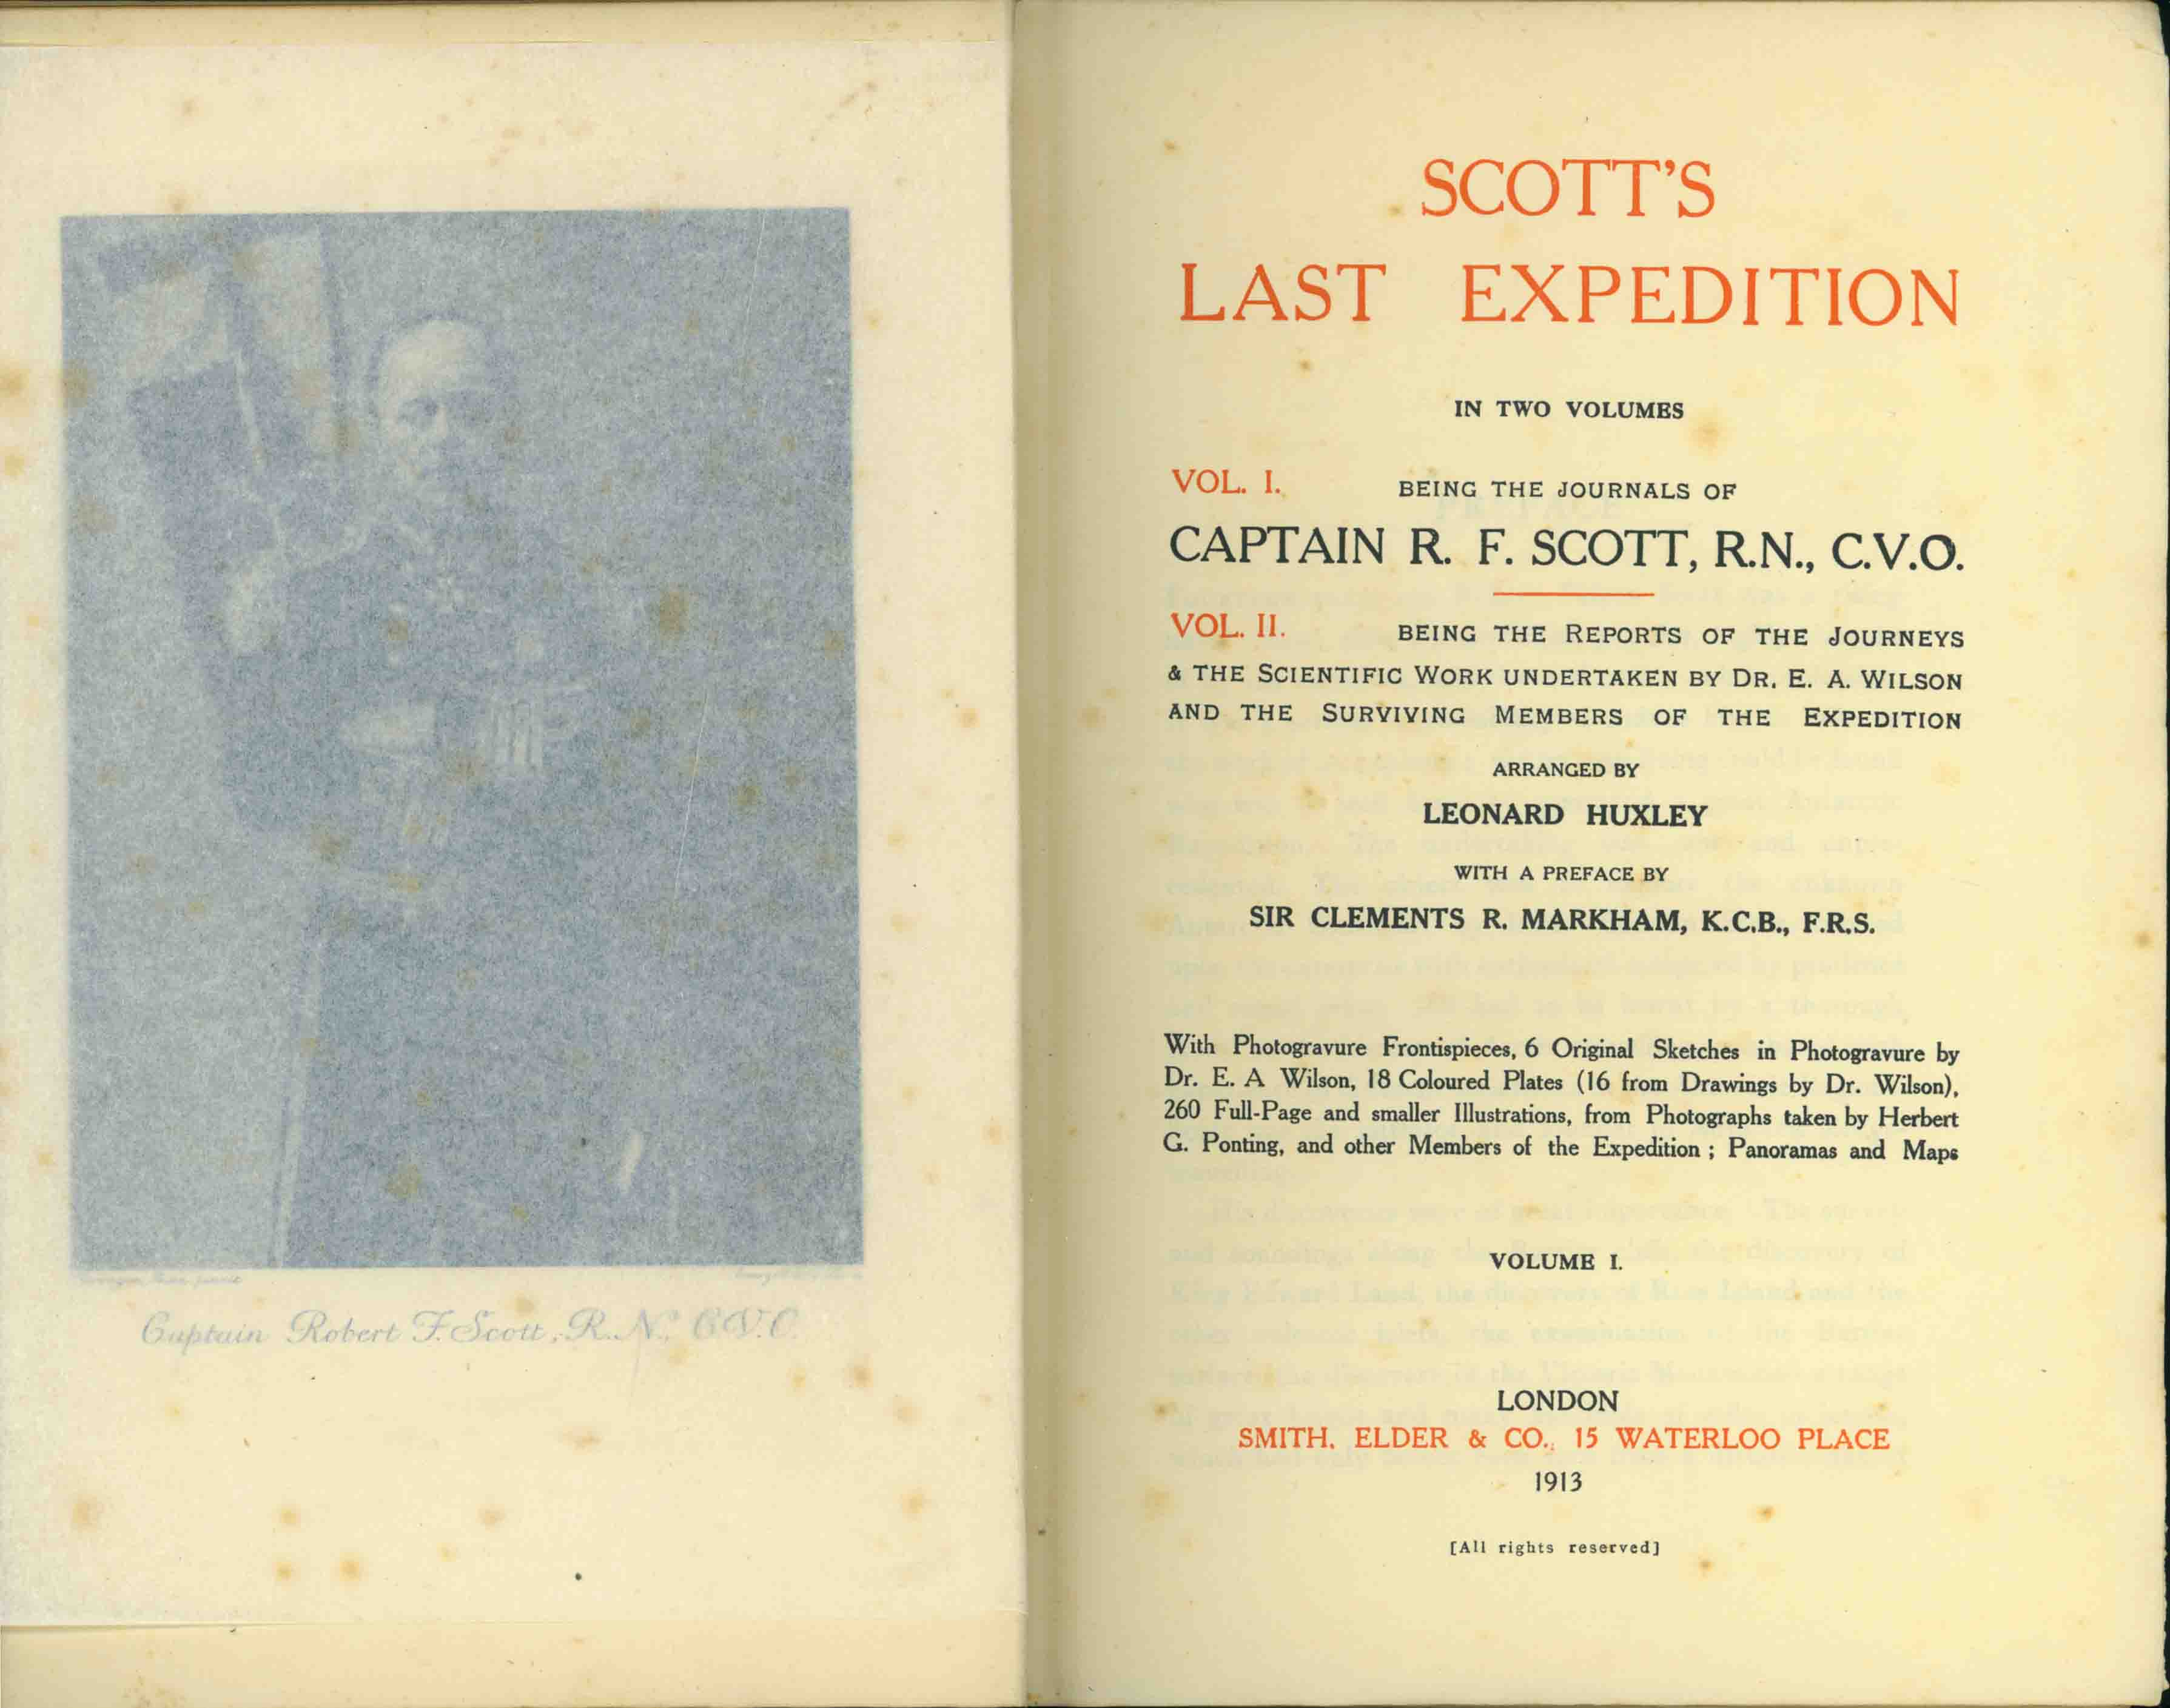 Captain Robert F. Scott, R.N., C.V.O.
SCOTT'S
LAST EXPEDITION
IN TWO VOLUMES
VOL. I. BEING THE JOURNALS OF
CAPTAIN R. F. SCOTT, R.N., C.V.O.
VOL. II. BEING THE REPORTS OF THE JOURNEYS
& THE SCIENTIFIC WORK UNDERTAKEN BY DR. E. A. WILSON
AND THE SURVIVING MEMBERS OF THE EXPEDITION
ARRANGED BY
LEONARD HUXLEY
WITH A PREFACE BY
SIR CLEMENTS R. MARKHAM, K.C.B., F.R.S.
With Photogravure Frontispieces, 6 Original Sketches in Photogravure by
Dr. E. A Wilson, 18 Coloured Plates (16 from Drawings by Dr. Wilson),
260 Full-Page and smaller Illustrations, from Photographs taken by Herbert
G. Ponting, and other Members of the Expedition ; Panoramas and Maps
VOLUME I.
LONDON
SMITH, ELDER & CO., 15 WATERLOO PLACE
1913
[All rights reserved]